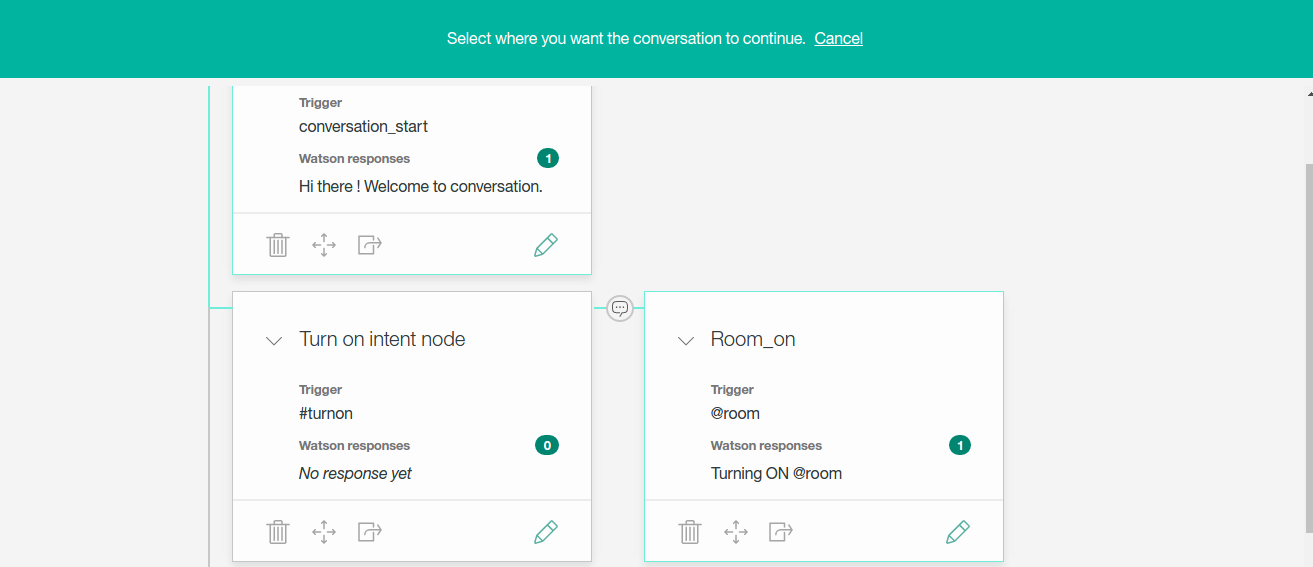 Select where you want the conversation to continue. Cancel
Trigger
conversation_start
Watson responses 1
Hi there ! Welcome to conversation.
Turn on intent node
Trigger
#turnon
Watson responses 0
No response yet
Room_on
Trigger
@room
Watson responses 1
Turning ON @room